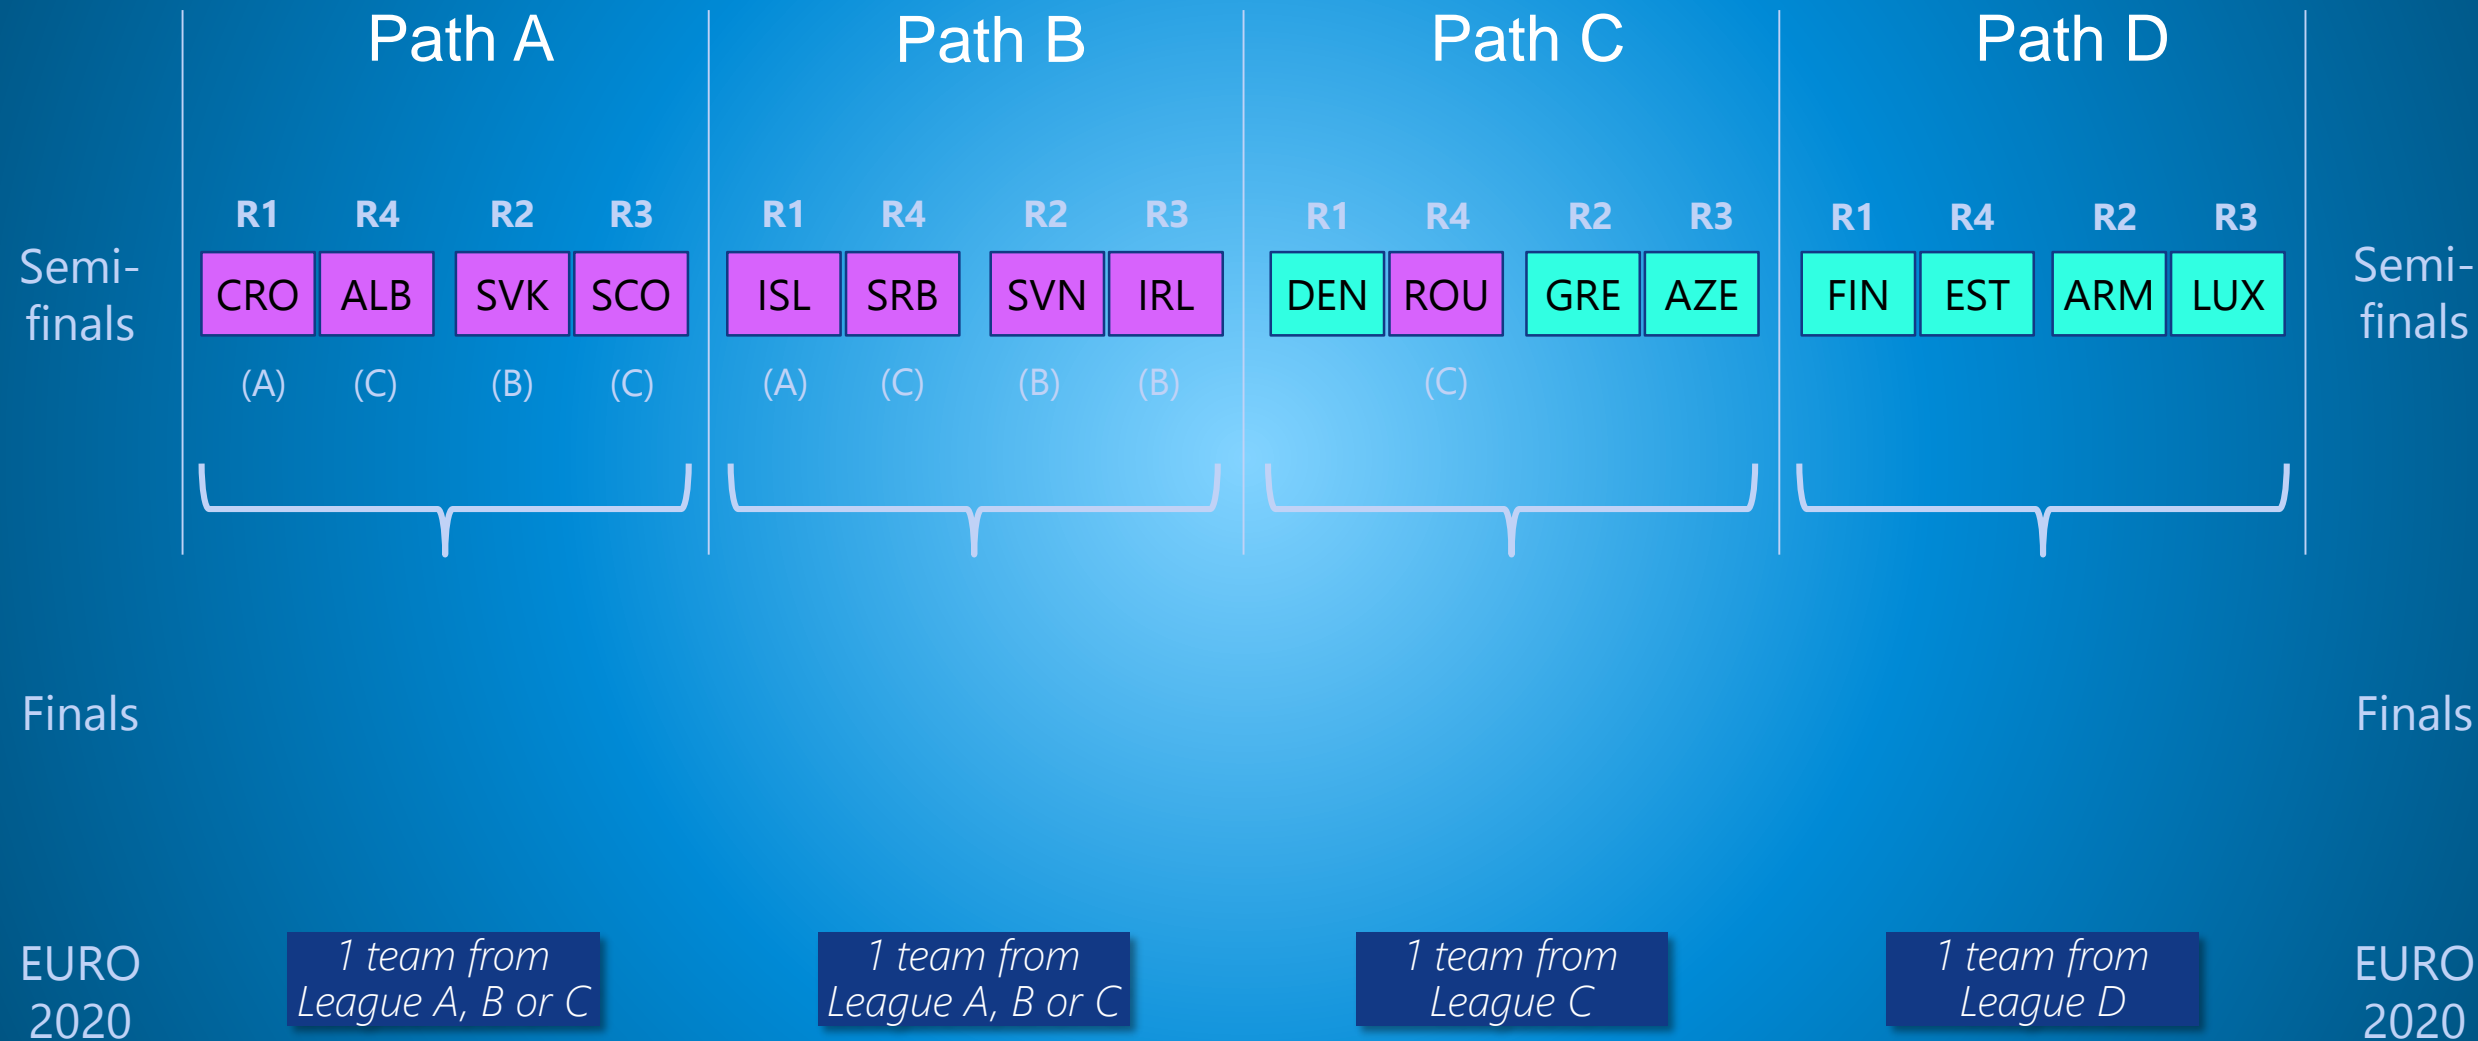 Path A Path B Path C Path D
R1 R4 R2 R3 R1 R4 R2 R3 R1 R4 R2 R3 R1 R4 R2 R3
Semi-
finals
CRO ALB SVK SCO ISL SRB SVN IRL DEN ROU GRE AZE FIN EST ARM LUX
Semi-
finals
(A) (C) (B) (C) (A) (C) (B) (B) (C)
Finals Finals
EURO
2020
1 team from
League A, B or C
1 team from
League A, B or C
1 team from
League C
1 team from
League D
EURO
2020